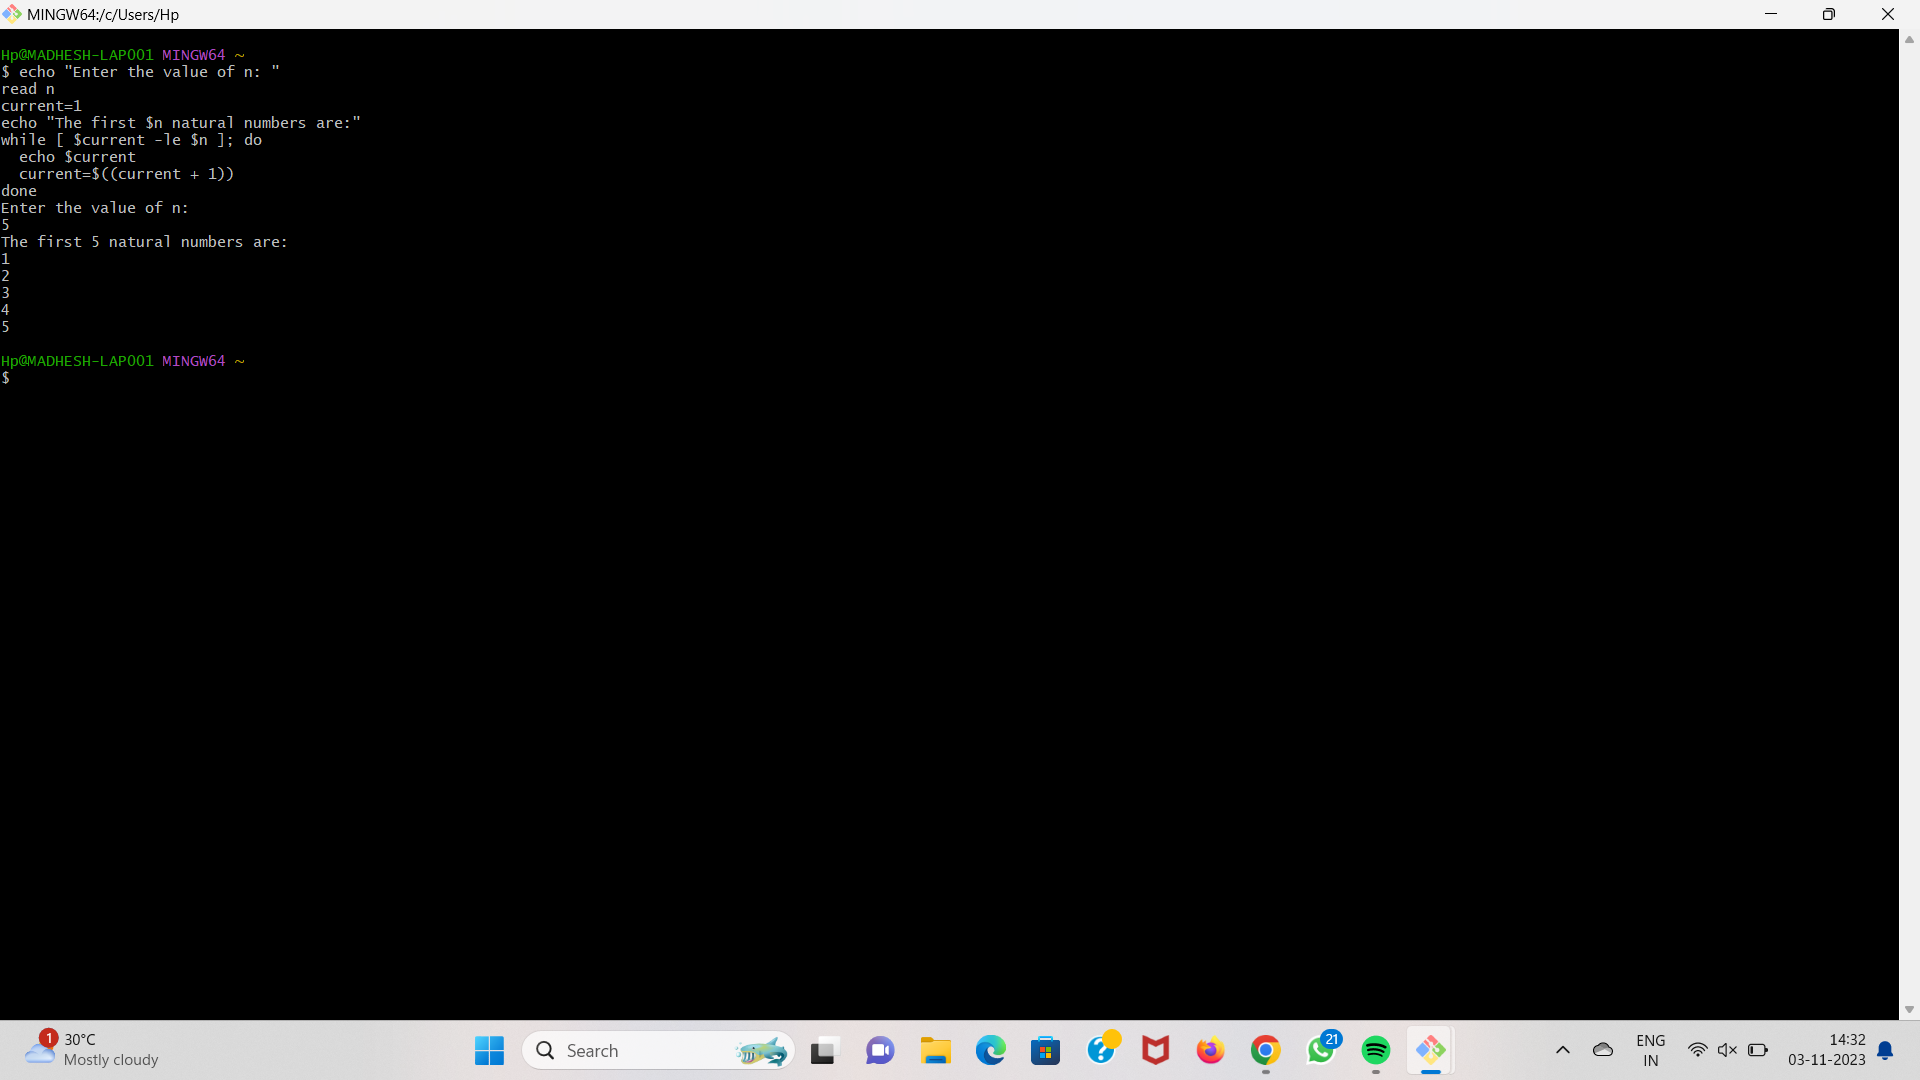 MINGW64:/c/Users/Hp
Hp@MADHESH-LAP001 MINGW64 ~
$ echo "Enter the value of n: "
read n
current=1
echo "The first $n natural numbers are:"
while [ $current -le $n ]; do
  echo $current
  current=$((current + 1))
done
Enter the value of n:
5
The first 5 natural numbers are:
1
2
3
4
5
Hp@MADHESH-LAP001 MINGW64 ~
$
1
30°C
Mostly cloudy
Search
21
ENG
IN
14:32
03-11-2023